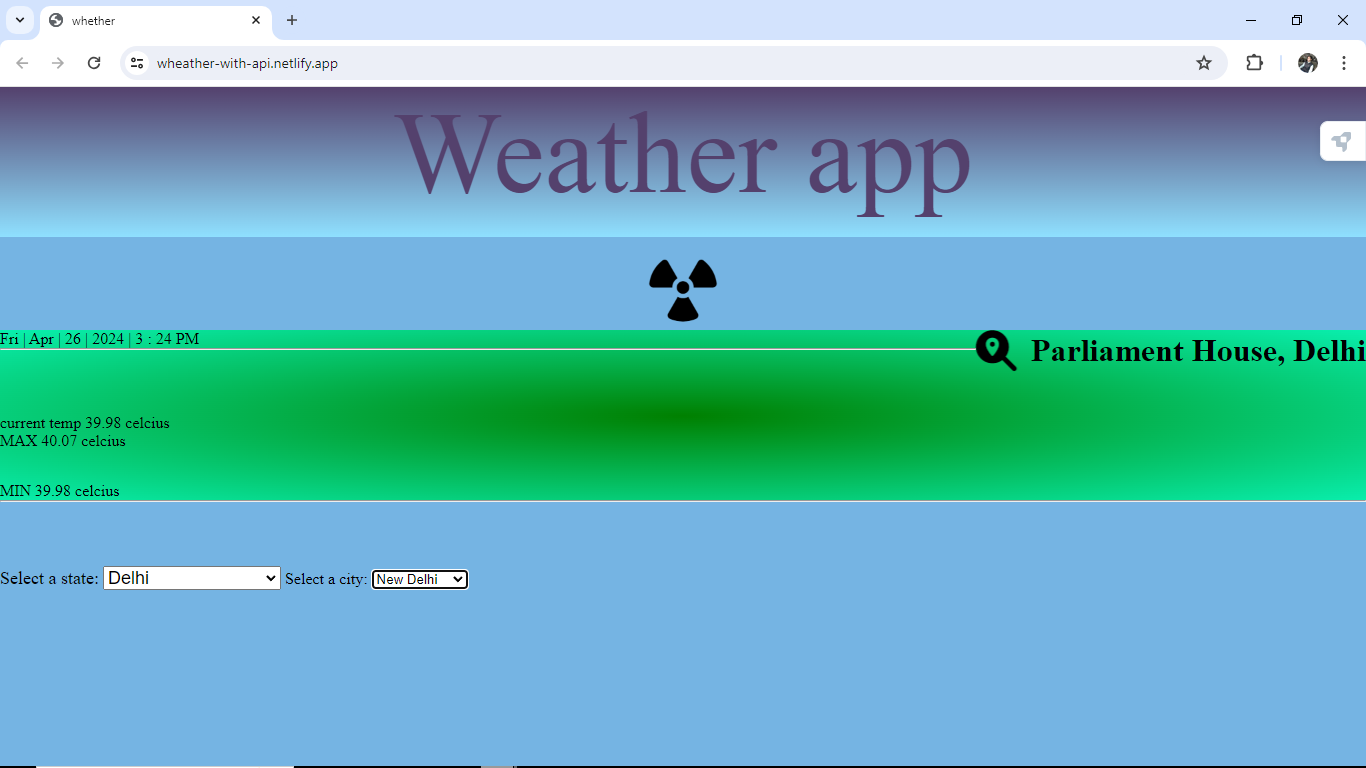 whether
wheather-with-api.netlify.app
Weather app
Fri | Apr | 26 | 2024 | 3 : 24 PM
Parliament House, Delhi
current temp 39.98 celcius
MAX 40.07 celcius
MIN 39.98 celcius
Select a state: Delhi Select a city: New Delhi